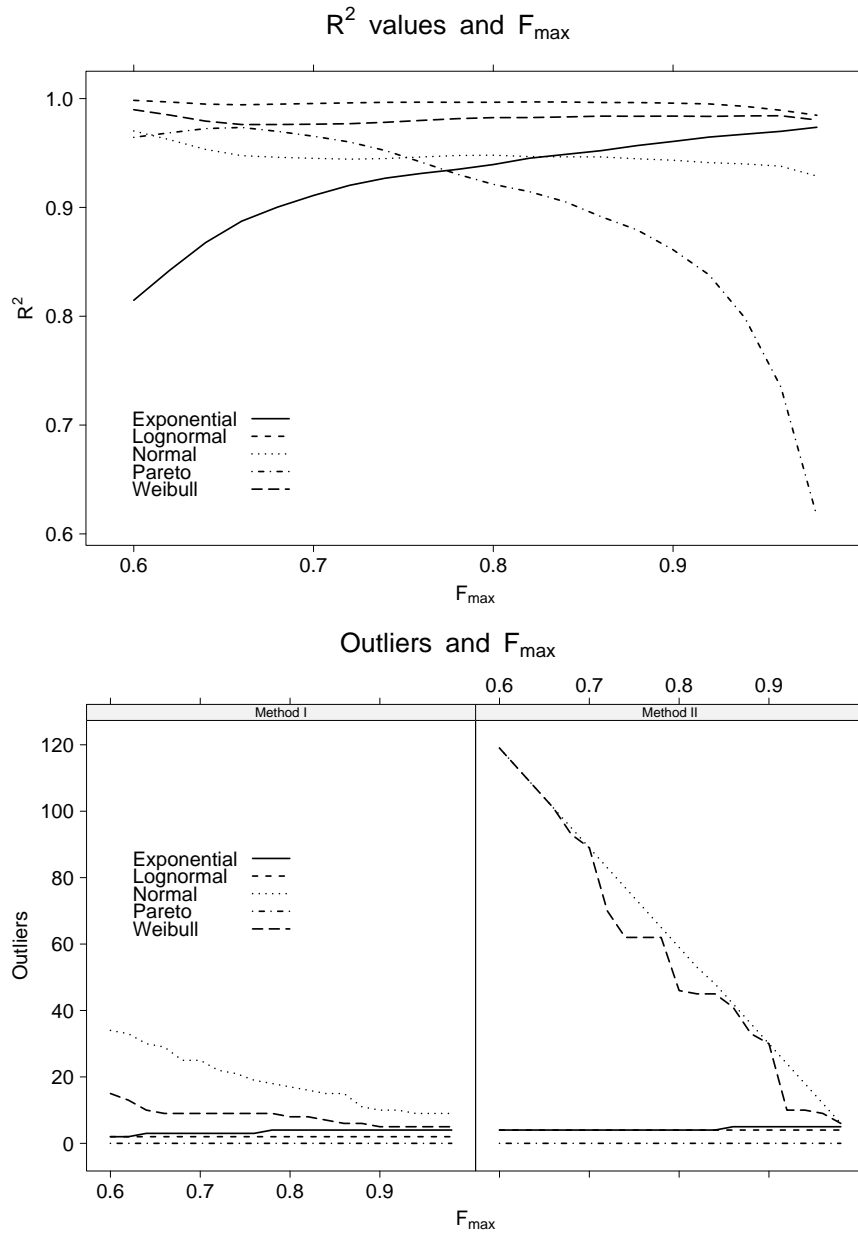 R² values and Fmax
1.0
0.9
0.8
0.7
0.6
R²
Exponential
Lognormal
Normal
Pareto
Weibull
0.6 0.7 0.8 0.9
Fmax
Outliers and Fmax
0.6 0.7 0.8 0.9
Method I Method II
120
100
80
60
40
20
0
Outliers
Exponential
Lognormal
Normal
Pareto
Weibull
0.6 0.7 0.8 0.9
Fmax